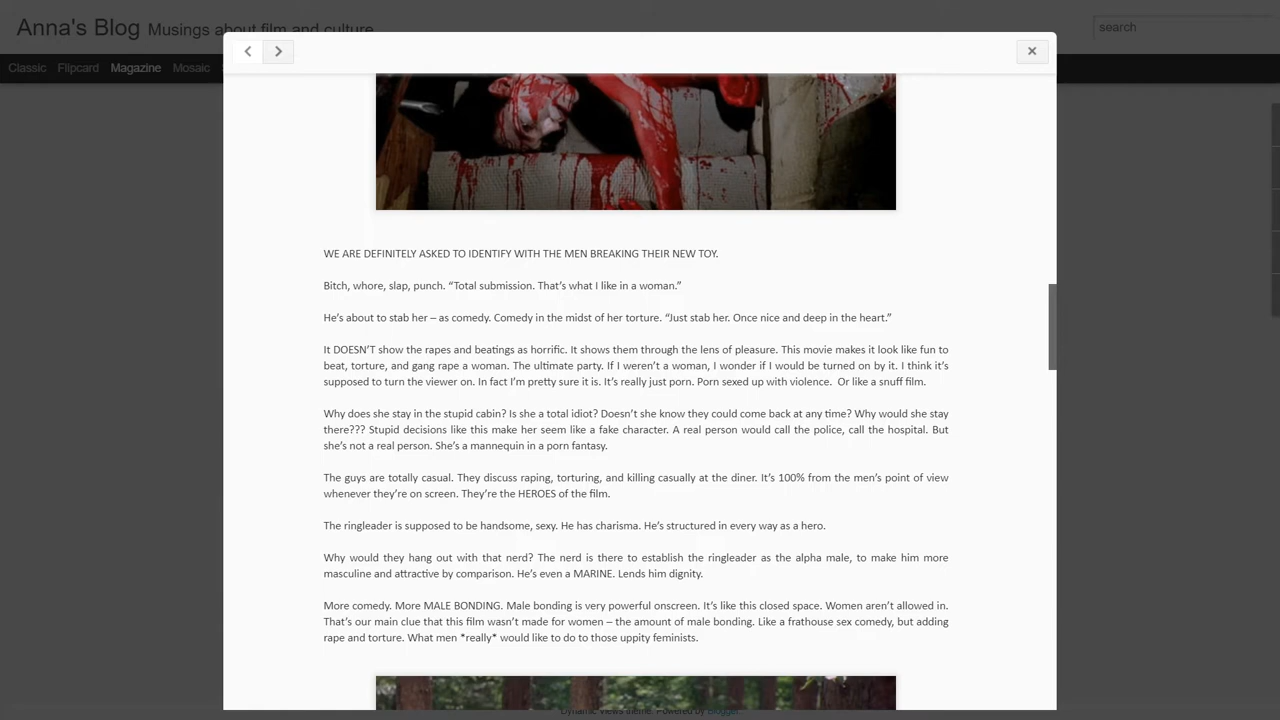 Anna's Blog Musings about film and culture
search
Classic Flipcard Magazine Mosaic
WE ARE DEFINITELY ASKED TO IDENTIFY WITH THE MEN BREAKING THEIR NEW TOY.
Bitch, whore, slap, punch. “Total submission. That’s what I like in a woman.”
He’s about to stab her – as comedy. Comedy in the midst of her torture. “Just stab her. Once nice and deep in the heart.”
It DOESN’T show the rapes and beatings as horrific. It shows them through the lens of pleasure. This movie makes it look like fun to
beat, torture, and gang rape a woman. The ultimate party. If I weren’t a woman, I wonder if I would be turned on by it. I think it’s
supposed to turn the viewer on. In fact I’m pretty sure it is. It’s really just porn. Porn sexed up with violence.  Or like a snuff film.
Why does she stay in the stupid cabin? Is she a total idiot? Doesn’t she know they could come back at any time? Why would she stay
there??? Stupid decisions like this make her seem like a fake character. A real person would call the police, call the hospital. But
she’s not a real person. She’s a mannequin in a porn fantasy.
The guys are totally casual. They discuss raping, torturing, and killing casually at the diner. It’s 100% from the men’s point of view
whenever they’re on screen. They’re the HEROES of the film.
The ringleader is supposed to be handsome, sexy. He has charisma. He’s structured in every way as a hero.
Why would they hang out with that nerd? The nerd is there to establish the ringleader as the alpha male, to make him more
masculine and attractive by comparison. He’s even a MARINE. Lends him dignity.
More comedy. More MALE BONDING. Male bonding is very powerful onscreen. It’s like this closed space. Women aren’t allowed in.
That’s our main clue that this film wasn’t made for women – the amount of male bonding. Like a frathouse sex comedy, but adding
rape and torture. What men *really* would like to do to those uppity feminists.
Dynamic Views theme. Powered by Blogger.